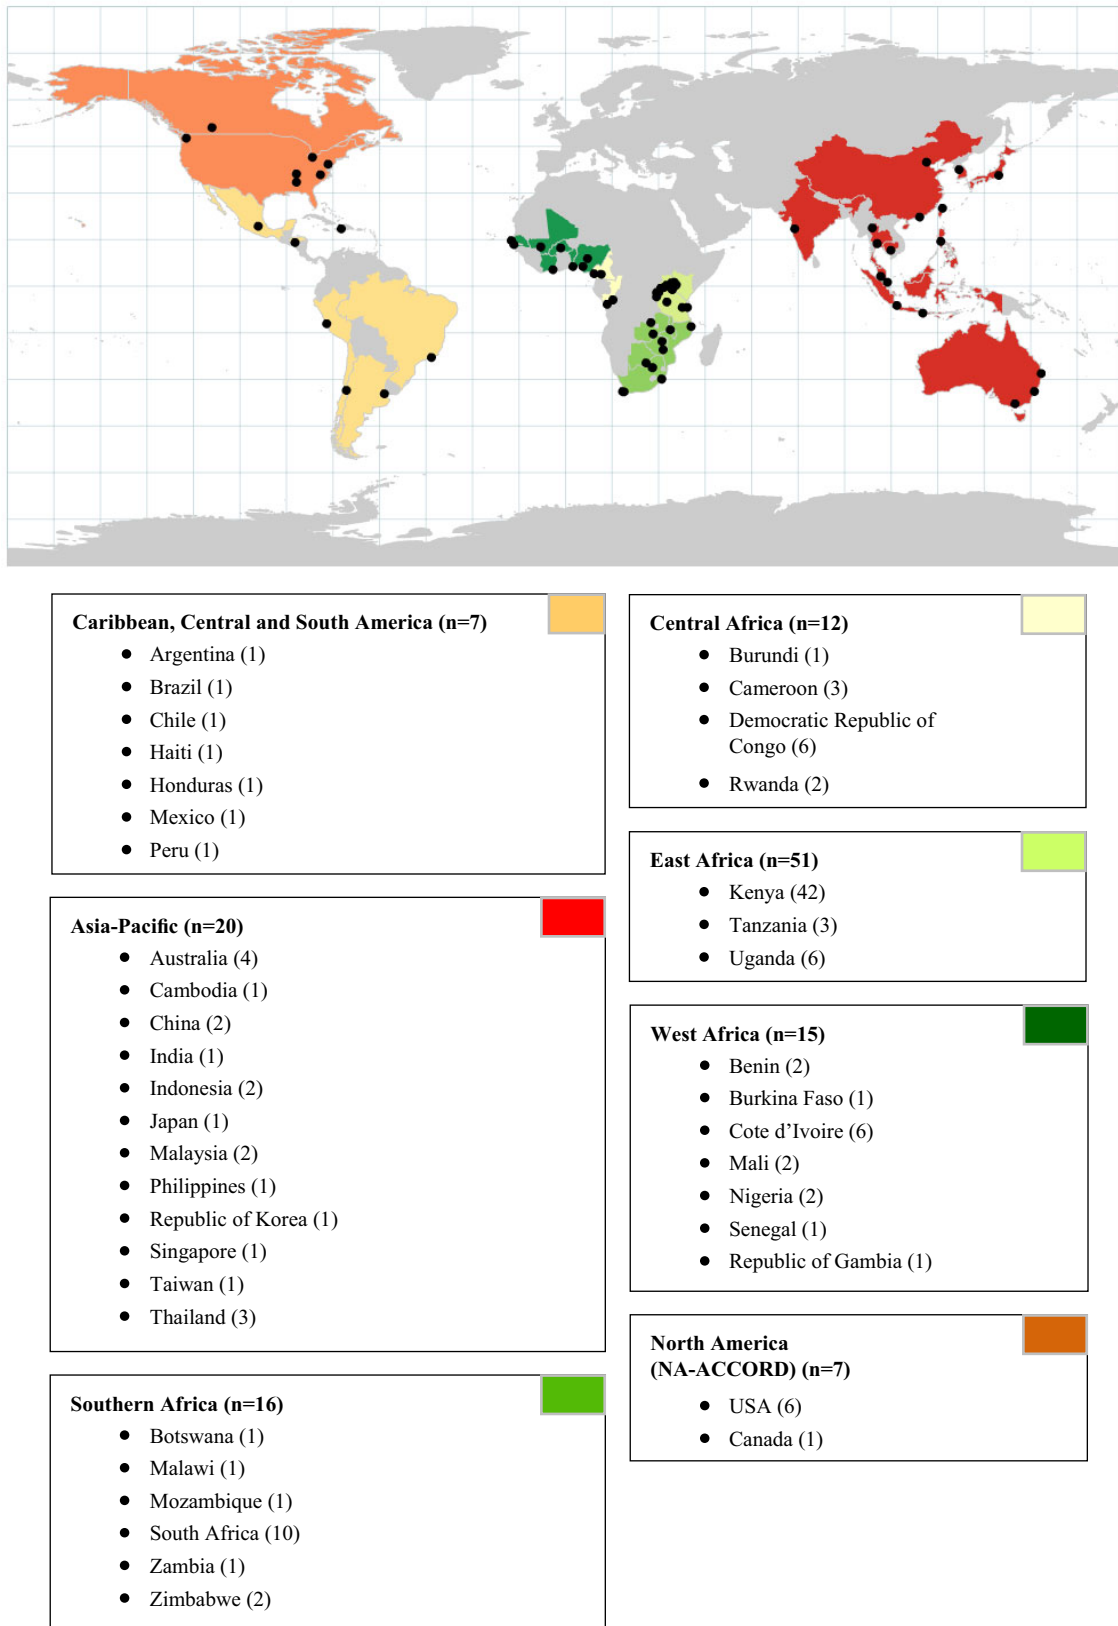 Caribbean, Central and South America (n=7)
● Argentina (1)
● Brazil (1)
● Chile (1)
● Haiti (1)
● Honduras (1)
● Mexico (1)
● Peru (1)
Asia-Pacific (n=20)
● Australia (4)
● Cambodia (1)
● China (2)
● India (1)
● Indonesia (2)
● Japan (1)
● Malaysia (2)
● Philippines (1)
● Republic of Korea (1)
● Singapore (1)
● Taiwan (1)
● Thailand (3)
Southern Africa (n=16)
● Botswana (1)
● Malawi (1)
● Mozambique (1)
● South Africa (10)
● Zambia (1)
● Zimbabwe (2)
Central Africa (n=12)
● Burundi (1)
● Cameroon (3)
● Democratic Republic of
Congo (6)
● Rwanda (2)
East Africa (n=51)
● Kenya (42)
● Tanzania (3)
● Uganda (6)
West Africa (n=15)
● Benin (2)
● Burkina Faso (1)
● Cote d’Ivoire (6)
● Mali (2)
● Nigeria (2)
● Senegal (1)
● Republic of Gambia (1)
North America
(NA-ACCORD) (n=7)
● USA (6)
● Canada (1)